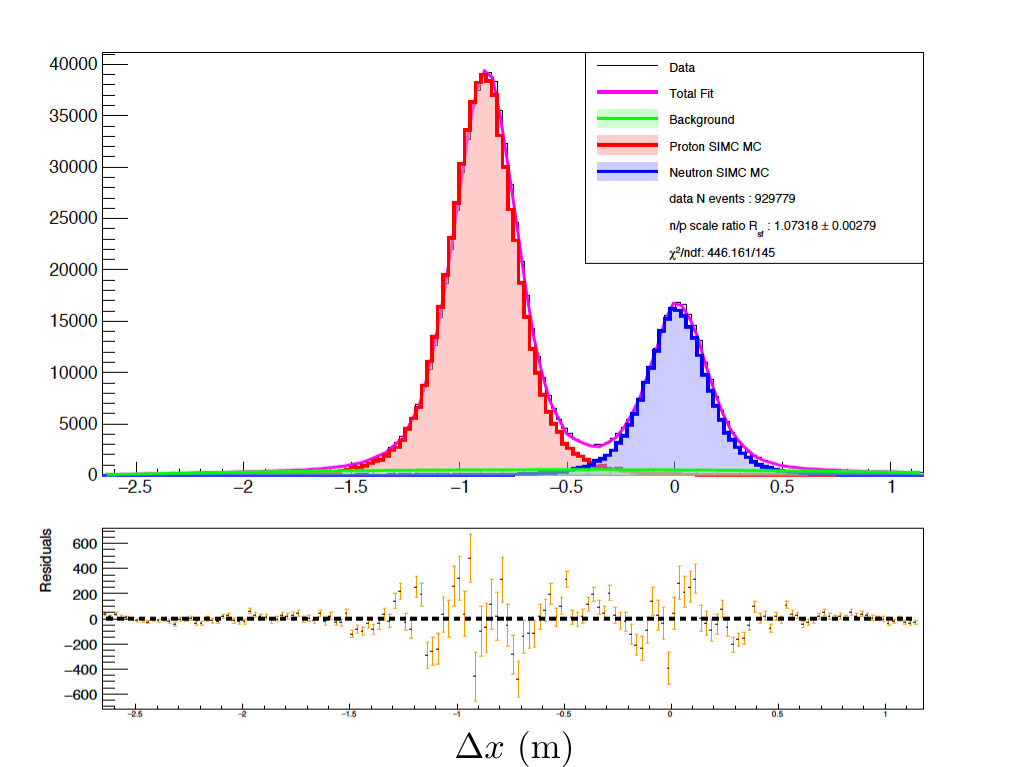 40000
35000
30000
25000
20000
15000
10000
5000
0
−2.5 −2 −1.5 −1 −0.5 0 0.5 1
Data
Total Fit
Background
Proton SIMC MC
Neutron SIMC MC
data N events : 929779
n/p scale ratio R_sf : 1.07318 ± 0.00279
χ²/ndf: 446.161/145
Residuals
600
400
200
0
−200
−400
−600
−2.5 −2 −1.5 −1 −0.5 0 0.5 1
Δx (m)